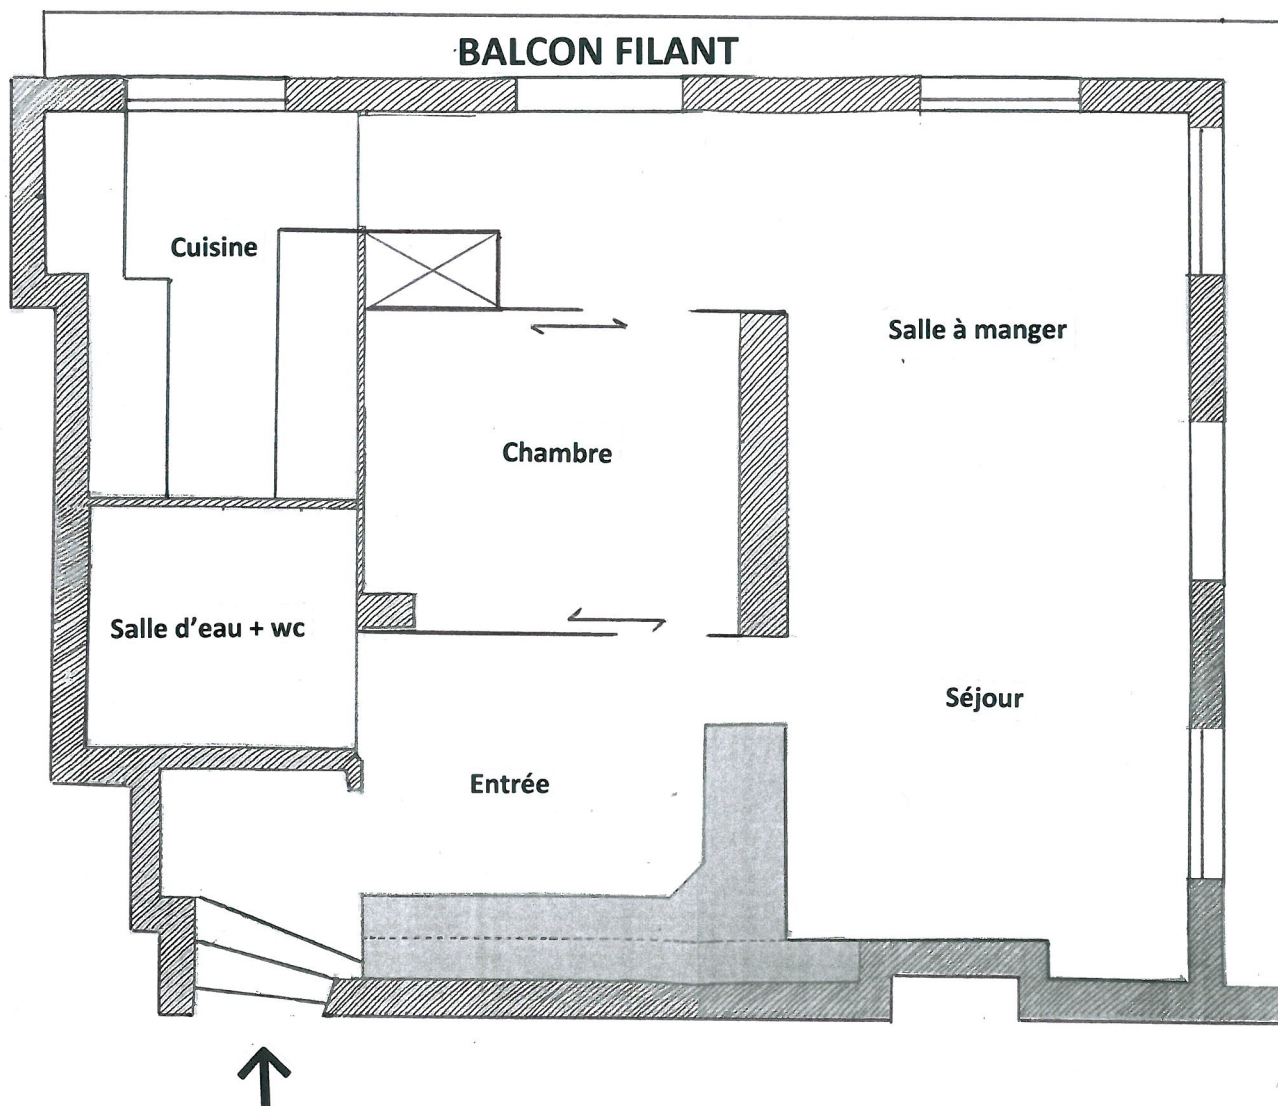 BALCON FILANT
Cuisine
Salle à manger
Chambre
Salle d'eau + wc
Séjour
Entrée